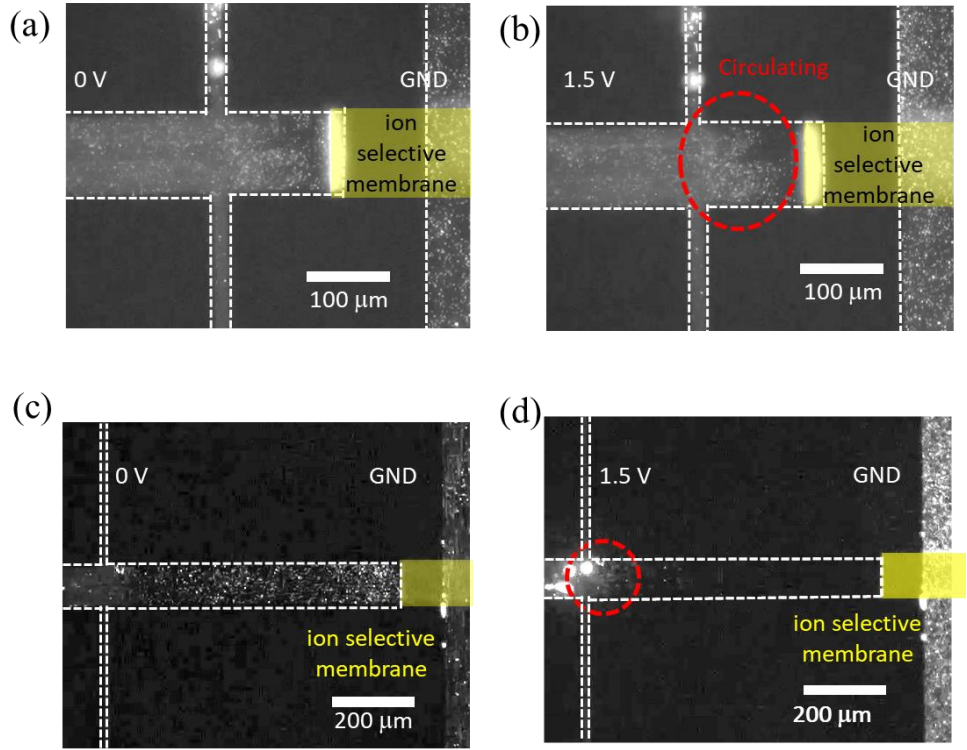 (a)
0 V
GND
ion
selective
membrane
100 μm
(b)
Circulating
1.5 V
GND
ion
selective
membrane
100 μm
(c)
0 V
GND
ion selective
membrane
200 μm
(d)
1.5 V
GND
ion selective
membrane
200 μm